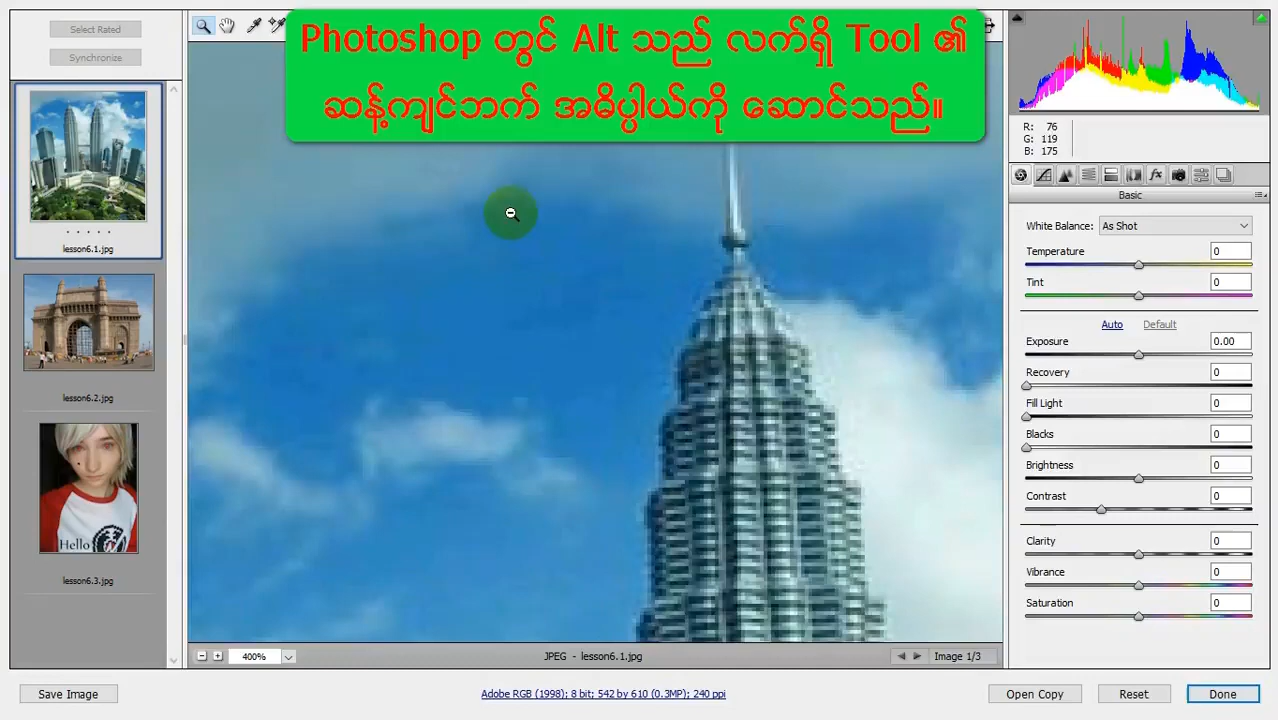 Select Rated
Synchronize
Photoshop တွင် Alt သည် လက်ရှိ Tool ၏
ဆန့်ကျင်ဘက် အဓိပ္ပါယ်ကို ဆောင်သည်။
lesson6.1.jpg
lesson6.2.jpg
Hello
lesson6.3.jpg
R: 76
G: 119
B: 175
fx
Basic
White Balance: As Shot
Temperature 0
Tint 0
Auto Default
Exposure 0.00
Recovery 0
Fill Light 0
Blacks 0
Brightness 0
Contrast 0
Clarity 0
Vibrance 0
Saturation 0
400% JPEG - lesson6.1.jpg Image 1/3
Save Image Adobe RGB (1998); 8 bit; 542 by 610 (0.3MP); 240 ppi Open Copy Reset Done